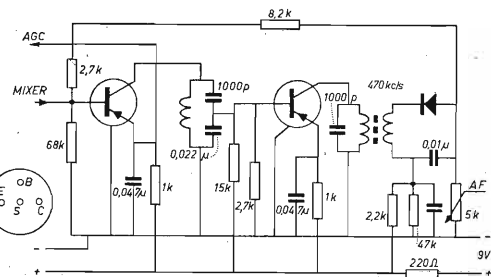 8,2k
AGC
2,7k
MIXER
68k
1000p
0,022 µ
0,047µ
1k
15k
2,7k
1000p
470kc/s
0,047µ
1k
0,01µ
2,2k
47k
AF
5k
B
E
S
C
9V
220Ω